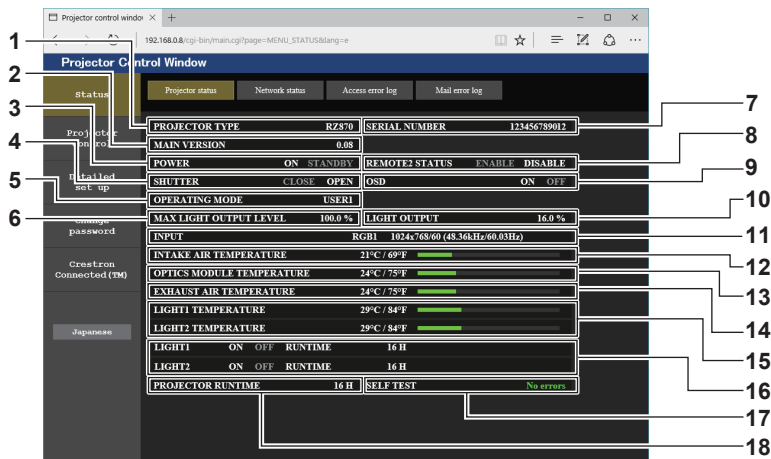 Projector control windo
192.168.0.8/cgi-bin/main.cgi?page=MENU_STATUS&lang=e
Projector Control Window
Status
Projector status
Network status
Access error log
Mail error log
Projector control
Detailed set up
Change password
Crestron Connected(TM)
Japanese
PROJECTOR TYPE RZ870
SERIAL NUMBER 123456789012
MAIN VERSION 0.08
POWER ON STANDBY
REMOTE2 STATUS ENABLE DISABLE
SHUTTER CLOSE OPEN
OSD ON OFF
OPERATING MODE USER1
MAX LIGHT OUTPUT LEVEL 100.0 %
LIGHT OUTPUT 16.0 %
INPUT RGB1 1024x768/60 (48.36kHz/60.03Hz)
INTAKE AIR TEMPERATURE 21°C / 69°F
OPTICS MODULE TEMPERATURE 24°C / 75°F
EXHAUST AIR TEMPERATURE 24°C / 75°F
LIGHT1 TEMPERATURE 29°C / 84°F
LIGHT2 TEMPERATURE 29°C / 84°F
LIGHT1 ON OFF RUNTIME 16 H
LIGHT2 ON OFF RUNTIME 16 H
PROJECTOR RUNTIME 16 H
SELF TEST No errors
1
2
3
4
5
6
7
8
9
10
11
12
13
14
15
16
17
18